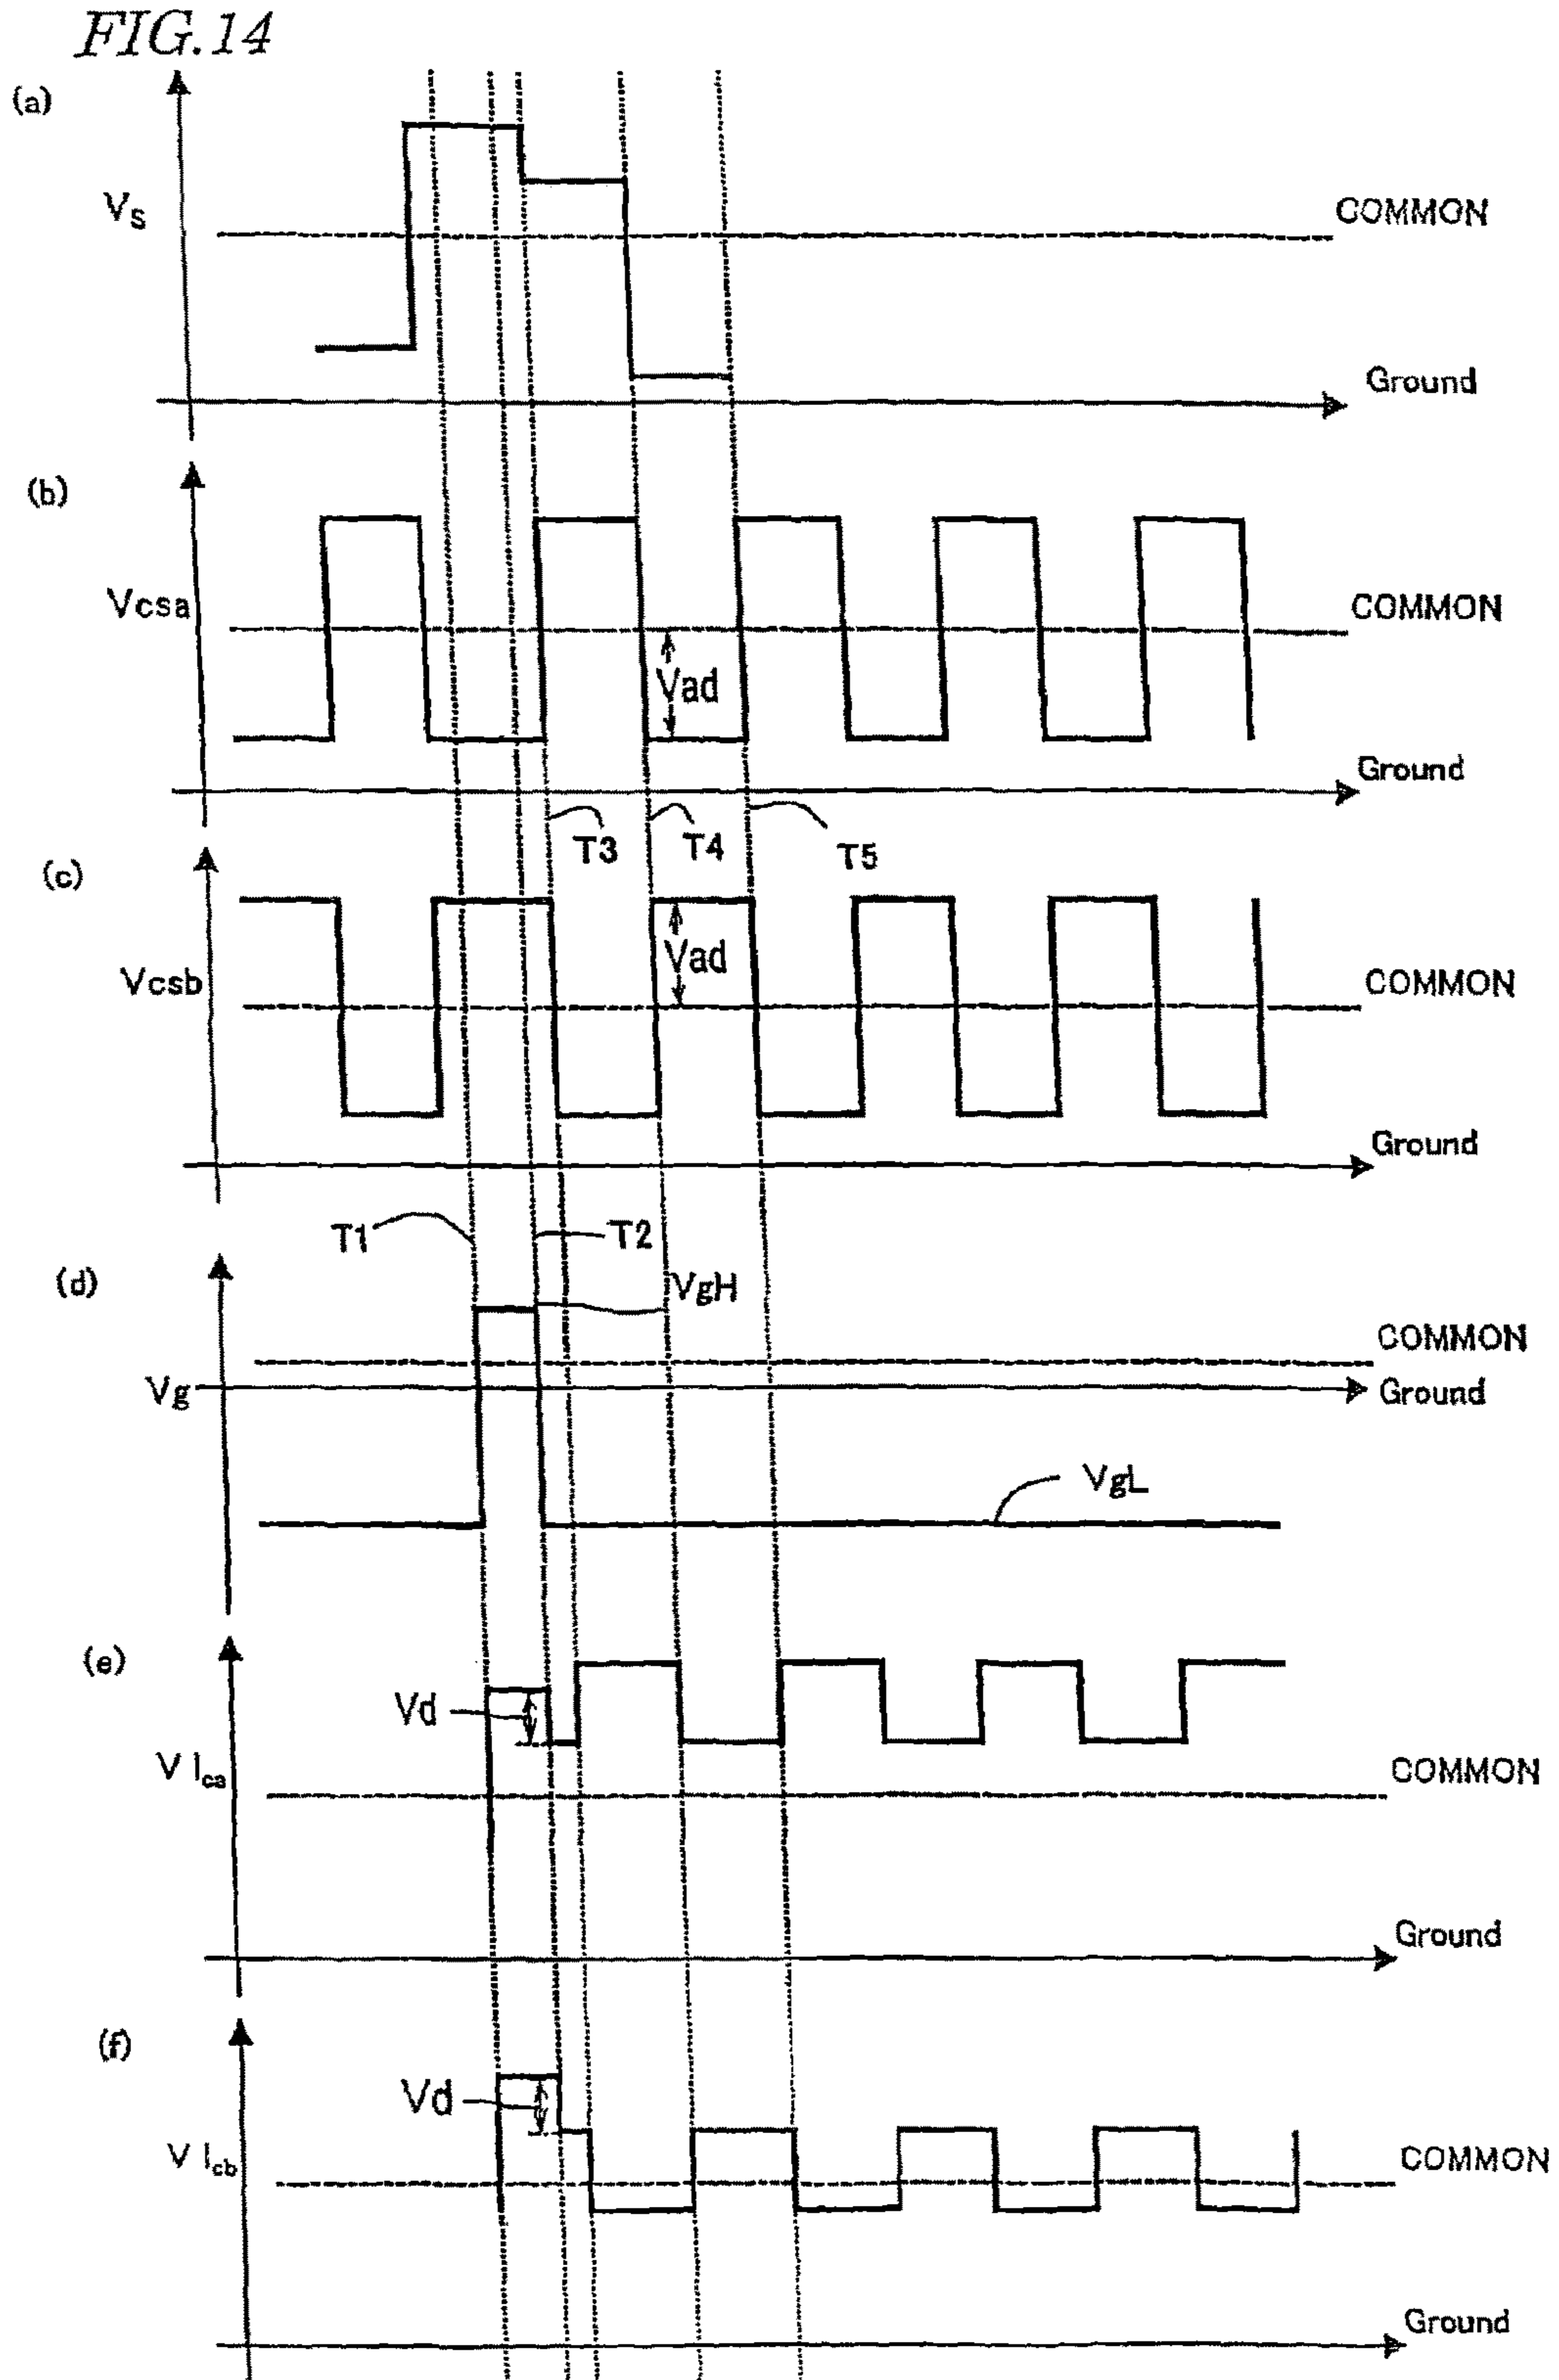 FIG.14
(a)
Vs
COMMON
Ground
(b)
Vcsa
COMMON
Vad
Ground
T3
T4
T5
(c)
Vcsb
Vad
COMMON
Ground
T1
T2
(d)
VgH
COMMON
Vg
Ground
VgL
(e)
Vd
V lca
COMMON
Ground
(f)
Vd
V lcb
COMMON
Ground